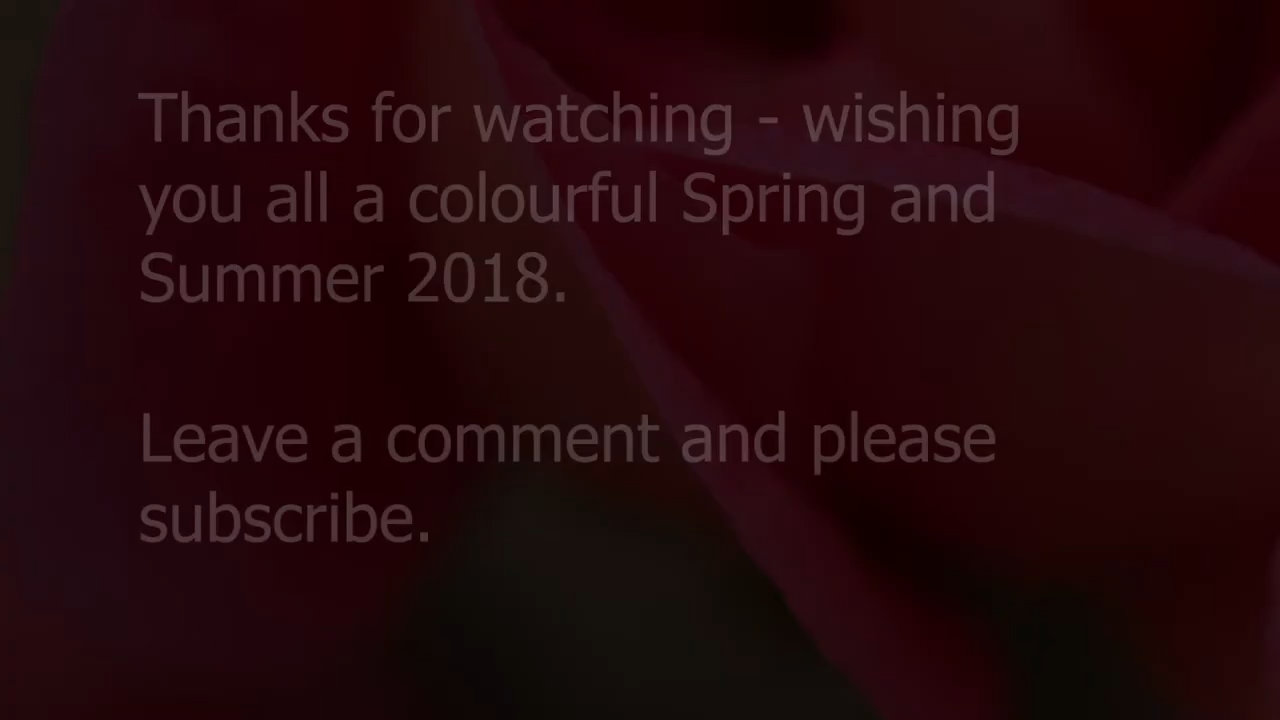 Thanks for watching - wishing
you all a colourful Spring and
Summer 2018.
Leave a comment and please
subscribe.